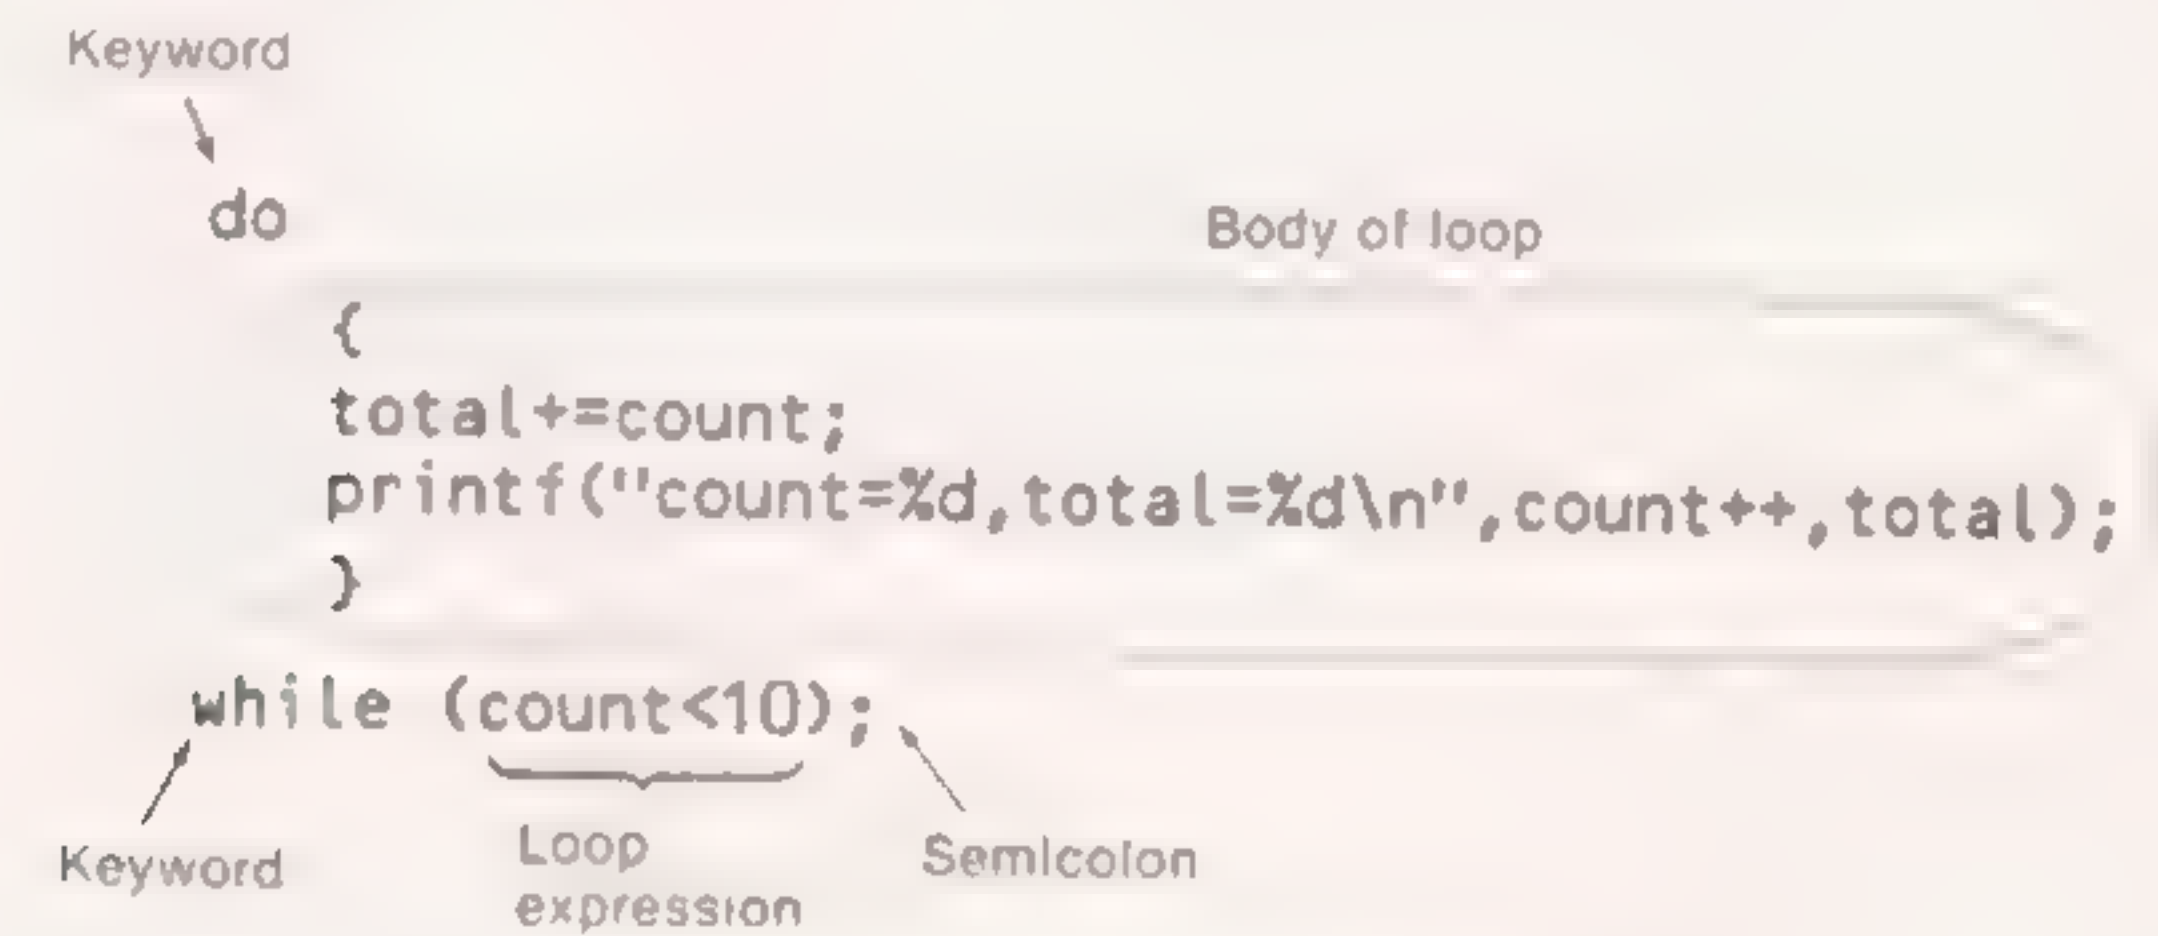 Keyword
do
Body of loop
{
total+=count;
printf("count=%d,total=%d\n",count++,total);
}
while (count<10);
Keyword
Loop
expression
Semicolon